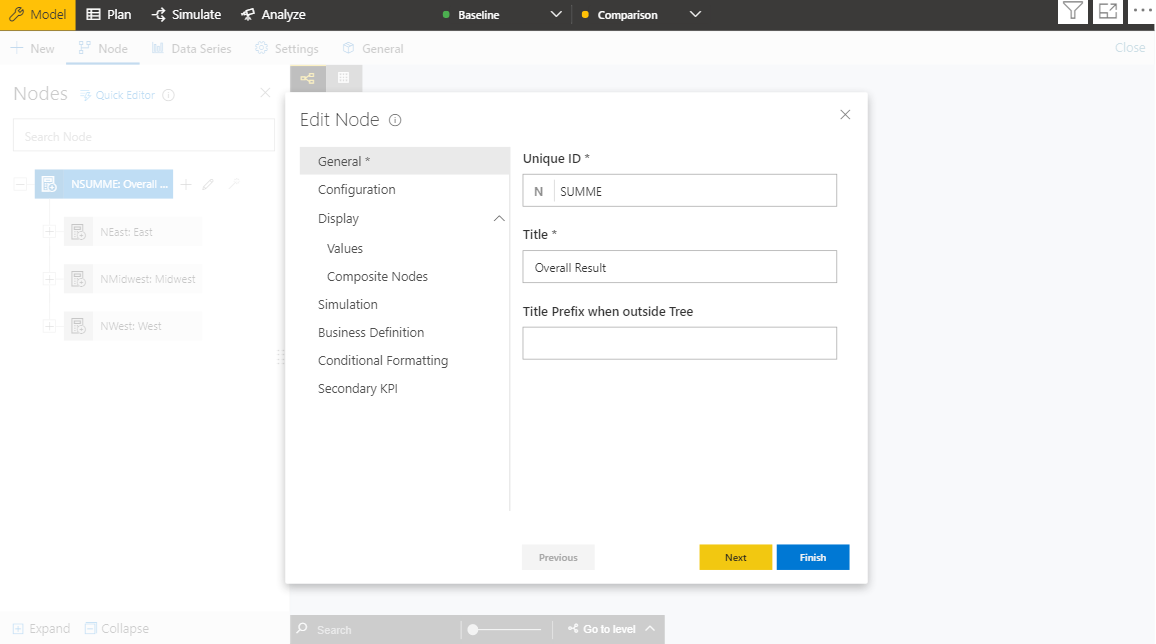 Model Plan Simulate Analyze Baseline Comparison
New Node Data Series Settings General Close
Nodes Quick Editor
Search Node
NSUMME: Overall ...
NEast: East
NMidwest: Midwest
NWest: West
Edit Node
General *
Configuration
Display
Values
Composite Nodes
Simulation
Business Definition
Conditional Formatting
Secondary KPI
Unique ID *
N SUMME
Title *
Overall Result
Title Prefix when outside Tree
Previous Next Finish
Expand Collapse Search Go to level